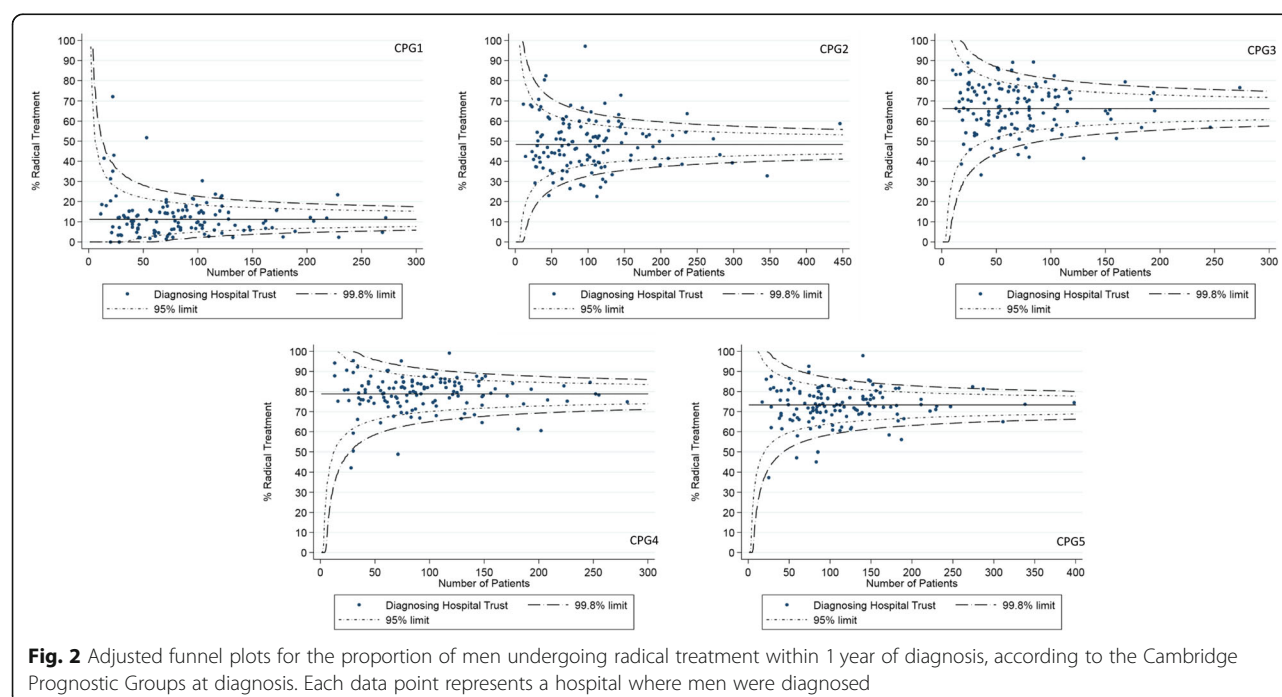 CPG1
% Radical Treatment
100
90
80
70
60
50
40
30
20
10
0
0 50 100 150 200 250 300
Number of Patients
Diagnosing Hospital Trust 99.8% limit
95% limit
CPG2
% Radical Treatment
100
90
80
70
60
50
40
30
20
10
0
0 50 100 150 200 250 300 350 400 450
Number of Patients
Diagnosing Hospital Trust 99.8% limit
95% limit
CPG3
% Radical Treatment
100
90
80
70
60
50
40
30
20
10
0
0 50 100 150 200 250 300
Number of Patients
Diagnosing Hospital Trust 99.8% limit
95% limit
% Radical Treatment
100
90
80
70
60
50
40
30
20
10
0
CPG4
0 50 100 150 200 250 300
Number of Patients
Diagnosing Hospital Trust 99.8% limit
95% limit
% Radical Treatment
100
90
80
70
60
50
40
30
20
10
0
CPG5
0 50 100 150 200 250 300 350 400
Number of Patients
Diagnosing Hospital Trust 99.8% limit
95% limit
Fig. 2 Adjusted funnel plots for the proportion of men undergoing radical treatment within 1 year of diagnosis, according to the Cambridge
Prognostic Groups at diagnosis. Each data point represents a hospital where men were diagnosed